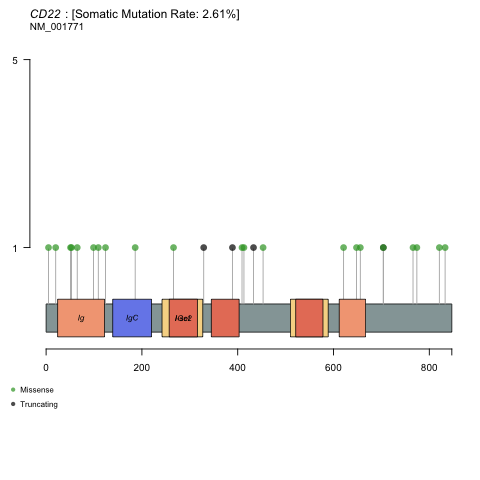 CD22 : [Somatic Mutation Rate: 2.61%]
NM_001771
5
1
Ig
IgC
0
200
400
600
800
Missense
Truncating